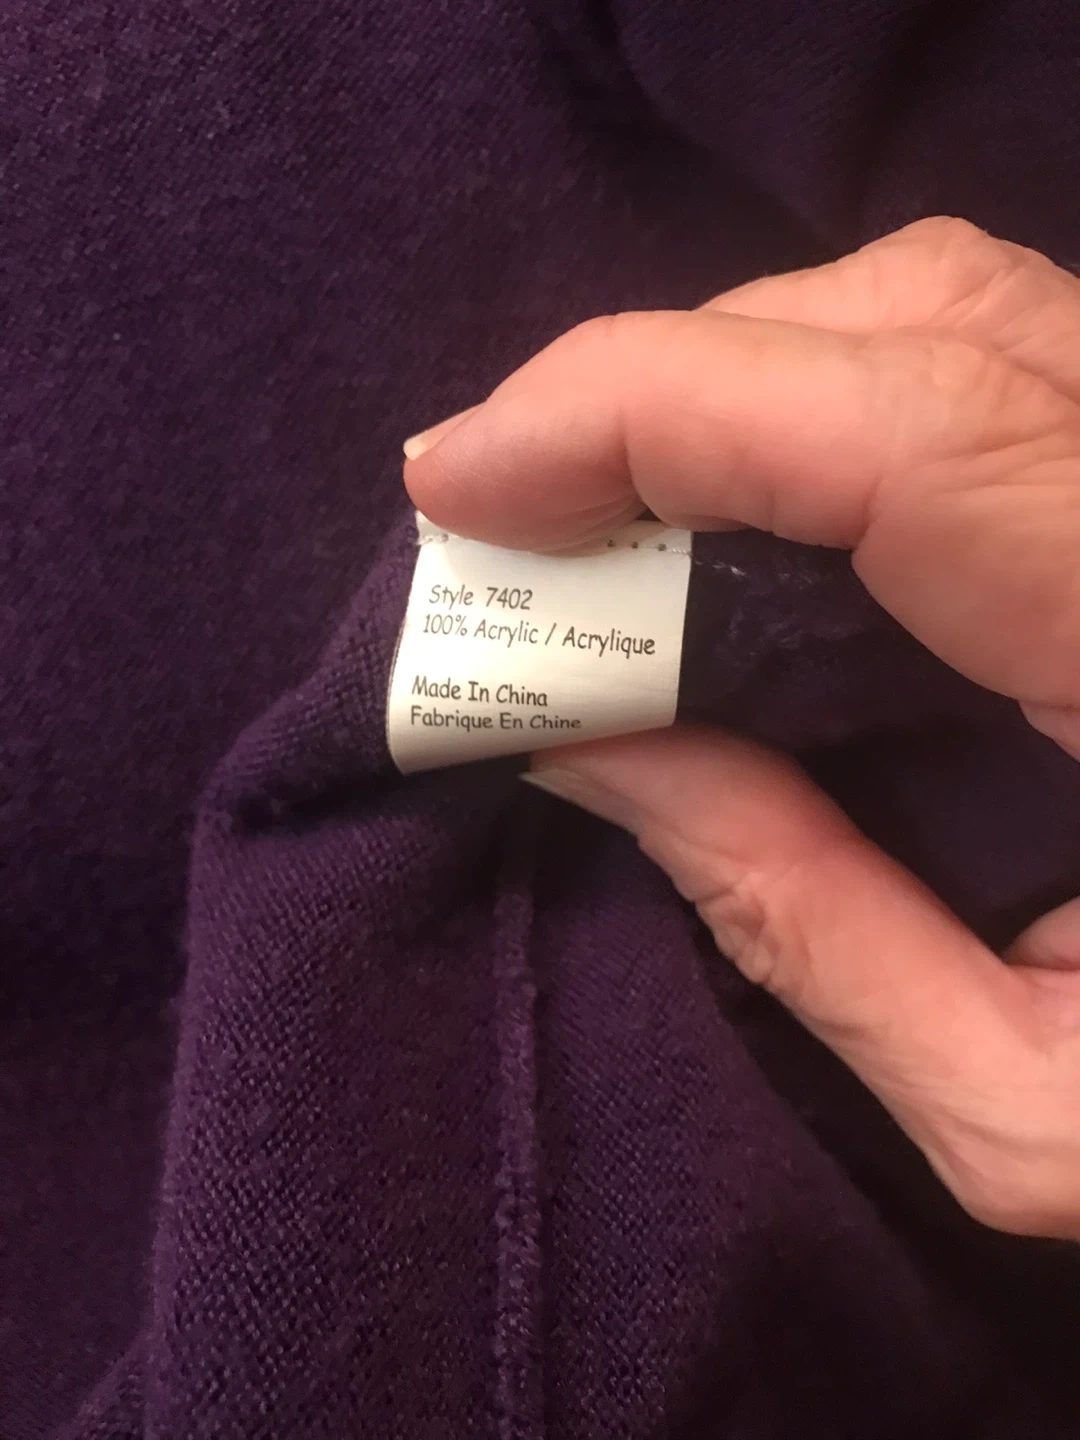 Style 7402
100% Acrylic / Acrylique
Made In China
Fabrique En Chine